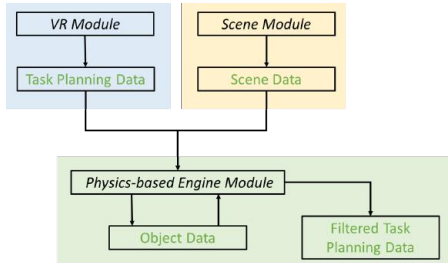 VR Module
Task Planning Data
Scene Module
Scene Data
Physics-based Engine Module
Object Data
Filtered Task
Planning Data